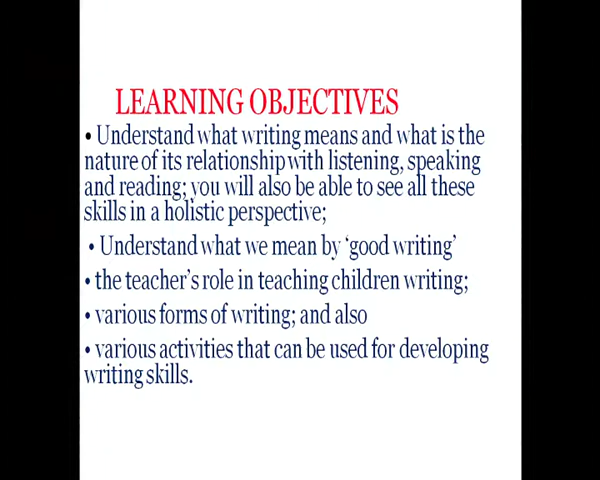 LEARNING OBJECTIVES
• Understand what writing means and what is the
nature of its relationship with listening, speaking
and reading; you will also be able to see all these
skills in a holistic perspective;
• Understand what we mean by ‘good writing’
• the teacher’s role in teaching children writing;
• various forms of writing; and also
• various activities that can be used for developing
writing skills.